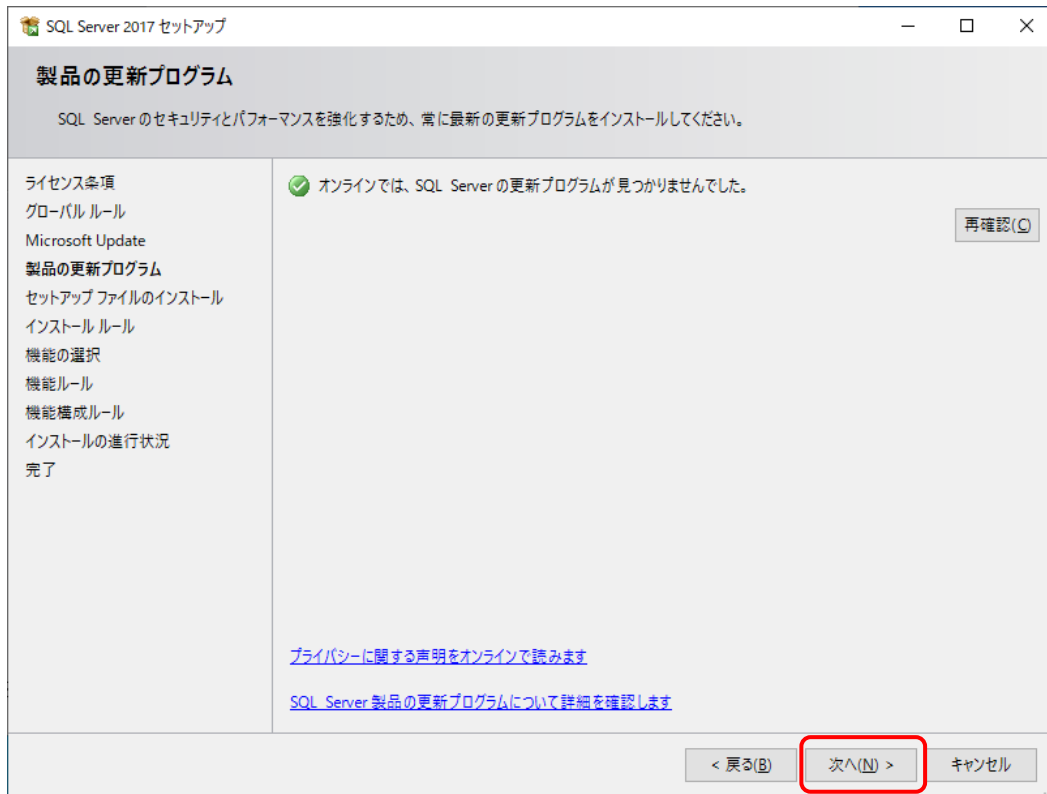 SQL Server 2017 セットアップ
製品の更新プログラム
SQL Server のセキュリティとパフォーマンスを強化するため、常に最新の更新プログラムをインストールしてください。
ライセンス条項
グローバル ルール
Microsoft Update
製品の更新プログラム
セットアップ ファイルのインストール
インストール ルール
機能の選択
機能ルール
機能構成ルール
インストールの進行状況
完了
オンラインでは、SQL Server の更新プログラムが見つかりませんでした。
再確認(C)
プライバシーに関する声明をオンラインで読みます
SQL Server 製品の更新プログラムについて詳細を確認します
< 戻る(B)
次へ(N) >
キャンセル